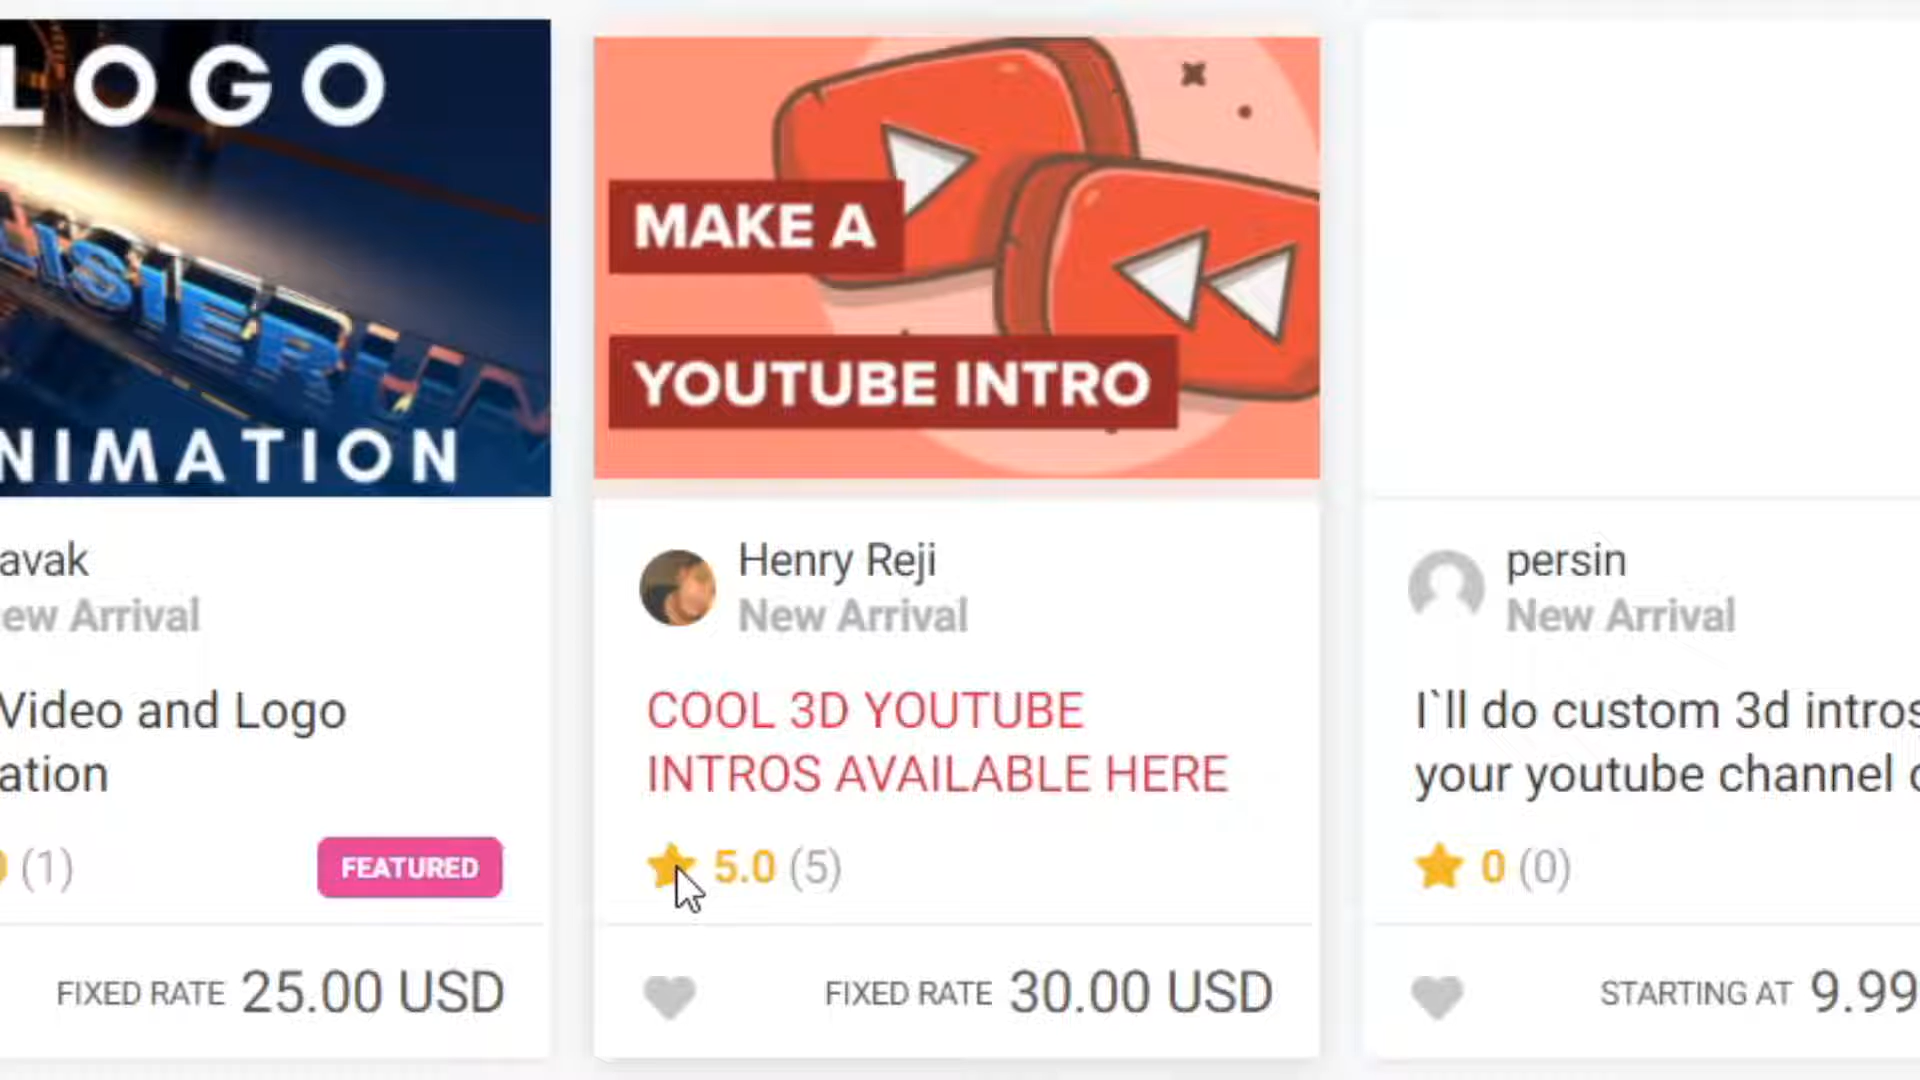 LOGO
NIMATION
avak
ew Arrival
Video and Logo
ation
(1)
FEATURED
FIXED RATE 25.00 USD
MAKE A
YOUTUBE INTRO
Henry Reji
New Arrival
COOL 3D YOUTUBE
INTROS AVAILABLE HERE
5.0 (5)
FIXED RATE 30.00 USD
persin
New Arrival
I`ll do custom 3d intros
your youtube channel
0 (0)
STARTING AT 9.99